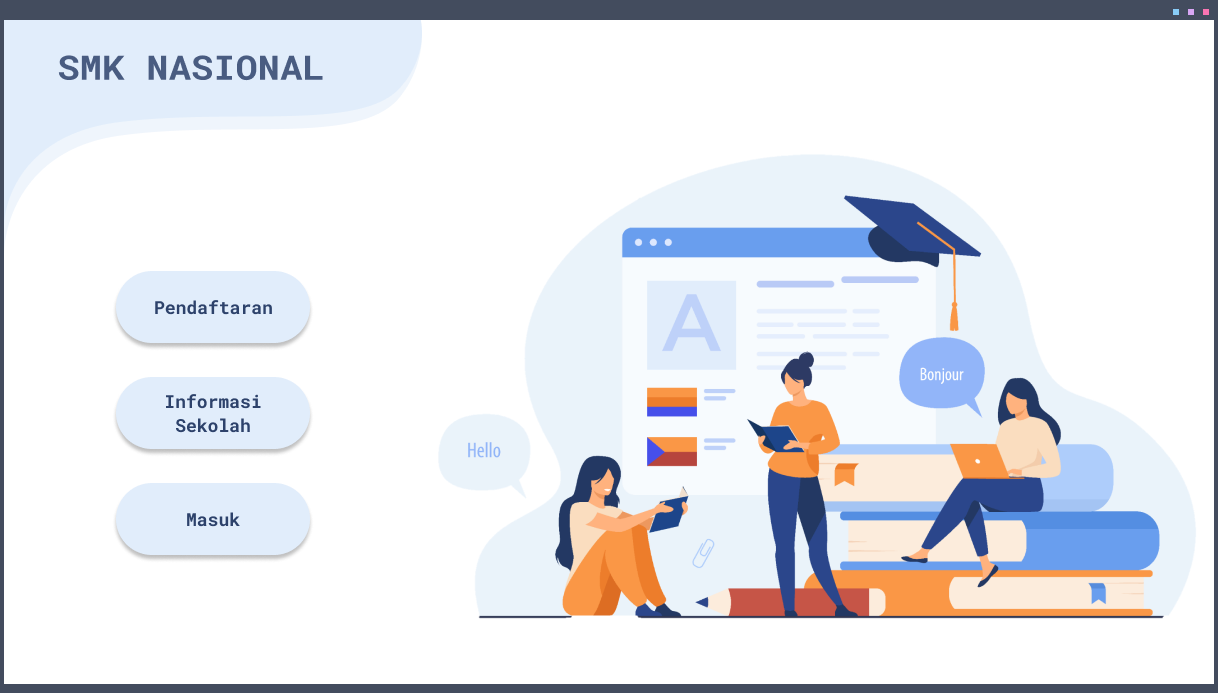 SMK NASIONAL
Pendaftaran
Informasi
Sekolah
Masuk
A
Hello
Bonjour